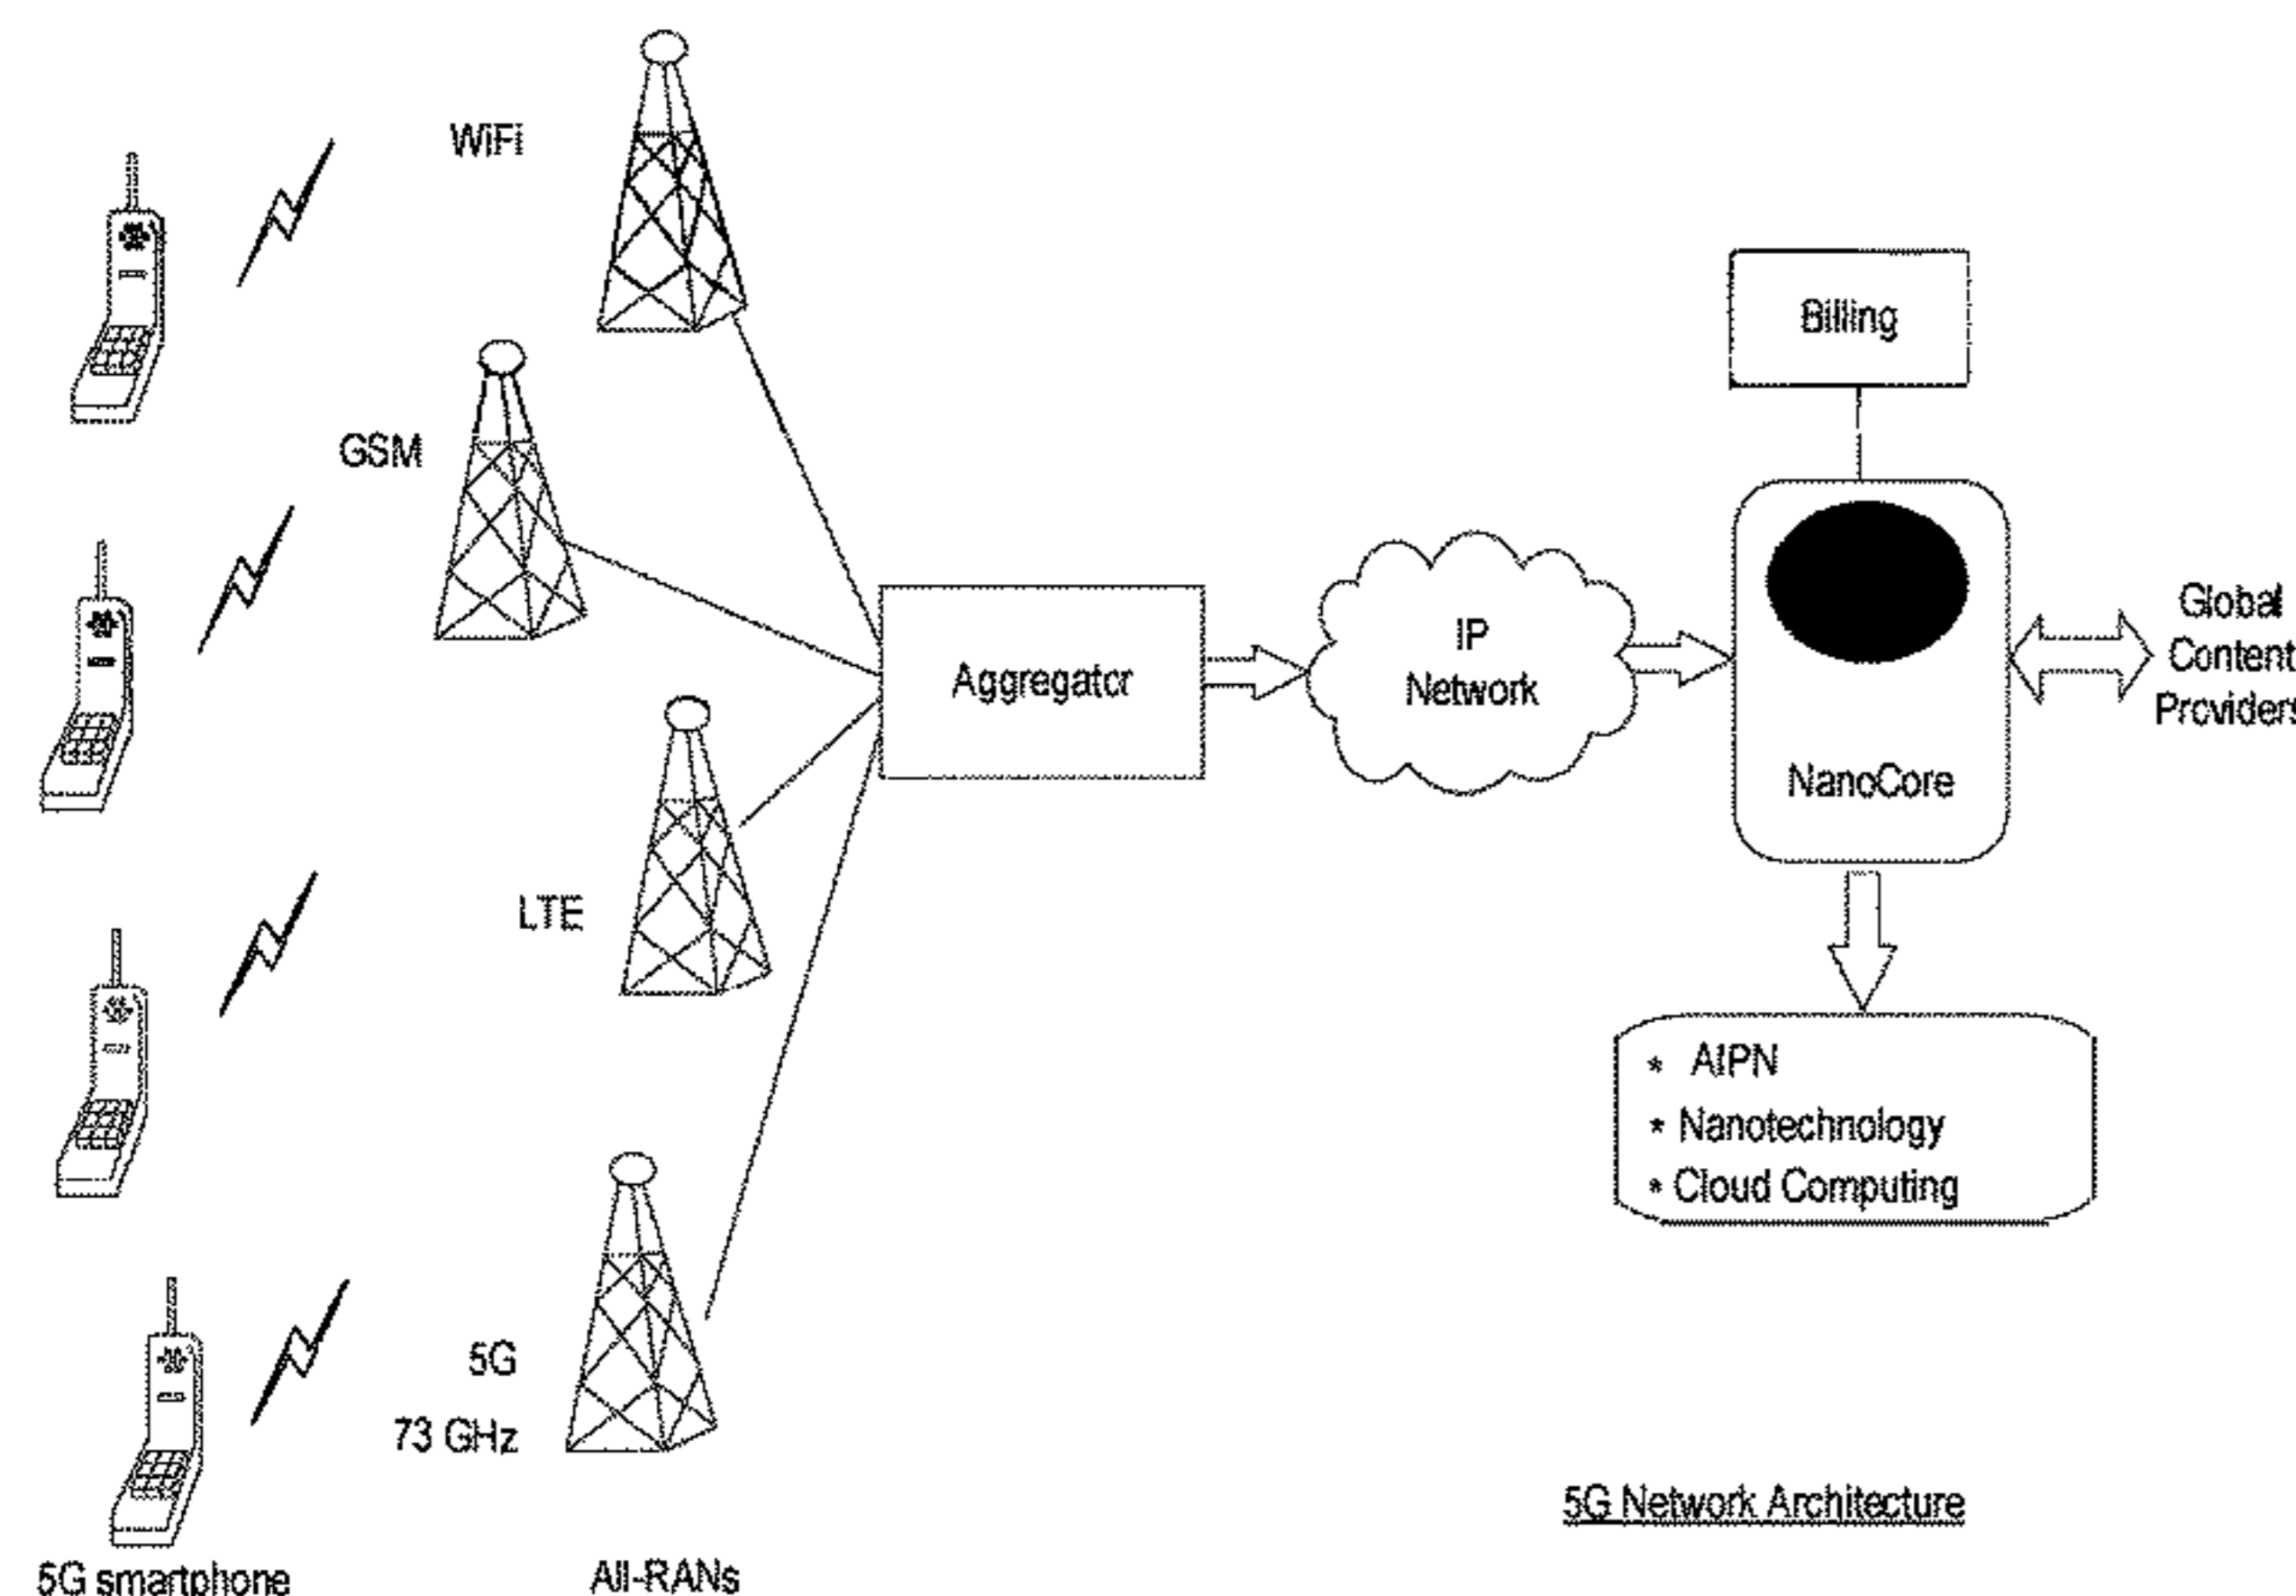 WiFi
GSM
LTE
5G
73 GHz
5G smartphone
All-RANs
Aggregator
IP
Network
Billing
NanoCore
Global
Content
Providers
* AIPN
* Nanotechnology
* Cloud Computing
5G Network Architecture